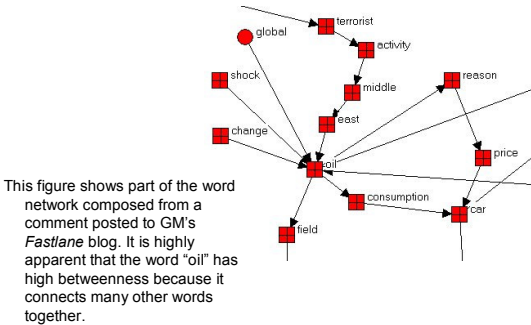 terrorist
global
activity
shock
middle
reason
east
change
oil
price
consumption
car
field
This figure shows part of the word
network composed from a
comment posted to GM's
Fastlane blog. It is highly
apparent that the word “oil” has
high betweenness because it
connects many other words
together.